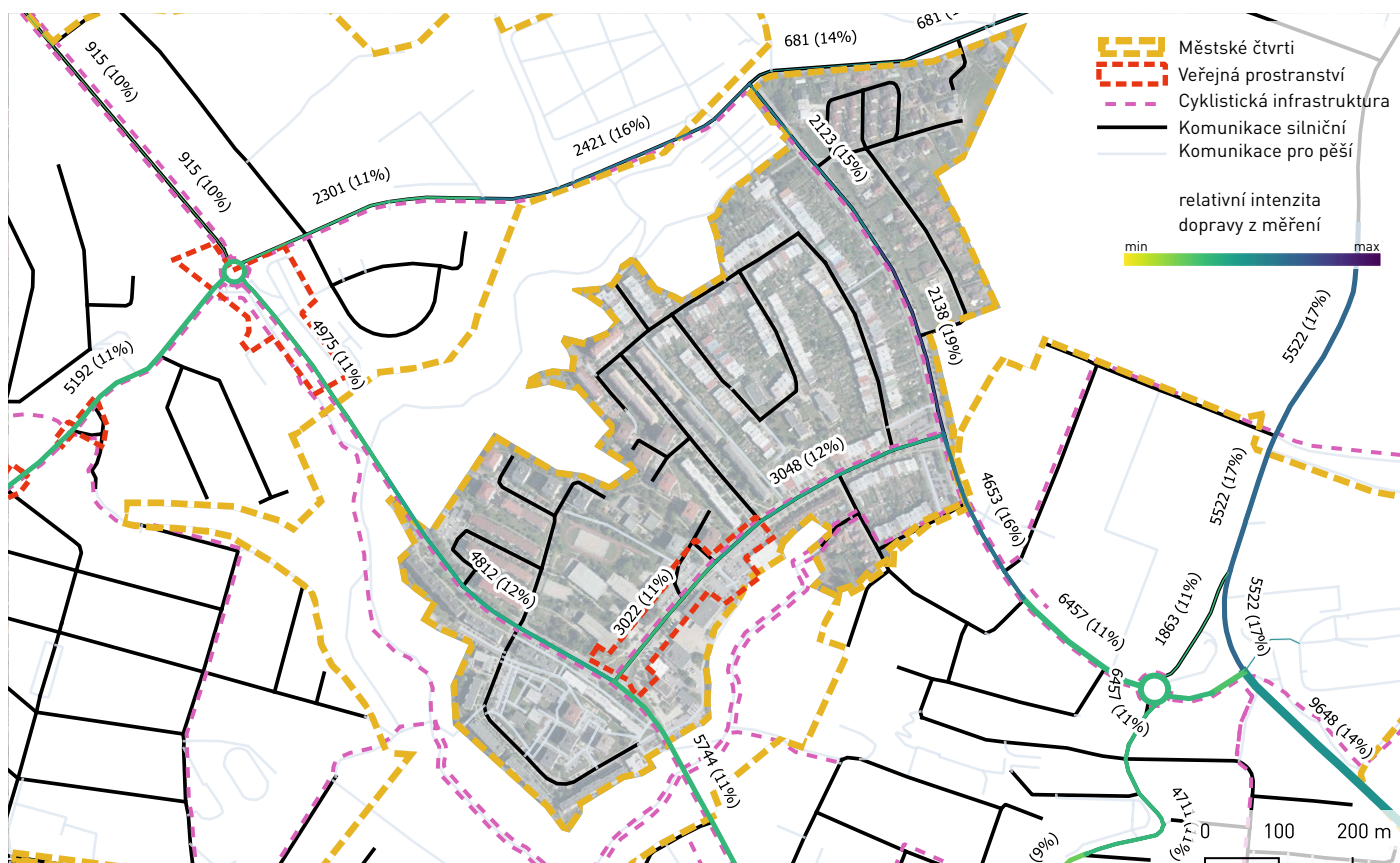 681 (14%)
681 (1
915 (10%)
915 (10%)
2421 (16%)
2301 (11%)
2123 (15%)
2138 (19%)
4975 (11%)
5192 (11%)
3048 (12%)
4653 (16%)
4812 (12%)
3022 (11%)
5744 (11%)
6457 (11%)
6457 (11%)
1863 (11%)
5522 (17%)
5522 (17%)
5522 (17%)
9648 (14%)
(9%)
Městské čtvrti
Veřejná prostranství
Cyklistická infrastruktura
Komunikace silniční
Komunikace pro pěší
relativní intenzita
dopravy z měření
min max
0 100 200 m